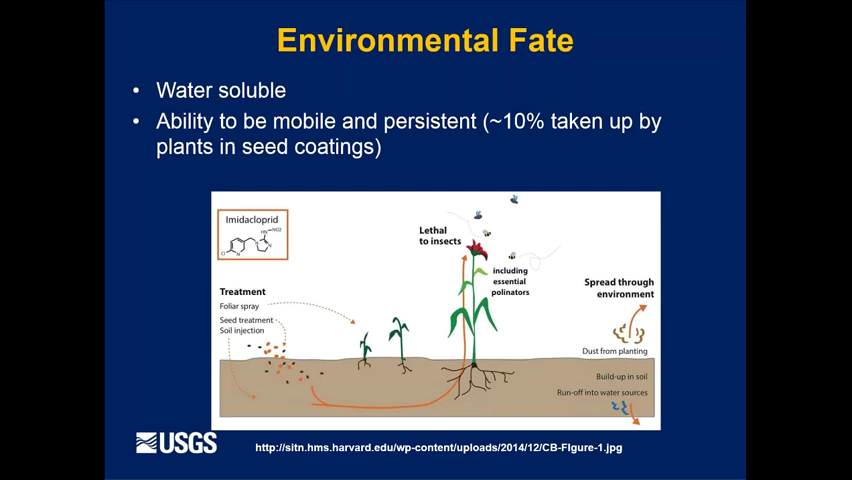 Environmental Fate
• Water soluble
• Ability to be mobile and persistent (~10% taken up by
plants in seed coatings)
Imidacloprid
HN NO2
N
Cl N
Lethal
to insects
including
essential
polinators
Treatment
Foliar spray
Seed treatment
Soil injection
Spread through
environment
Dust from planting
Build-up in soil
Run-off into water sources
USGS
http://sitn.hms.harvard.edu/wp-content/uploads/2014/12/CB-FIgure-1.jpg